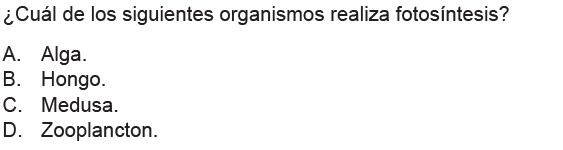 ¿Cuál de los siguientes organismos realiza fotosíntesis?
A. Alga.
B. Hongo.
C. Medusa.
D. Zooplancton.